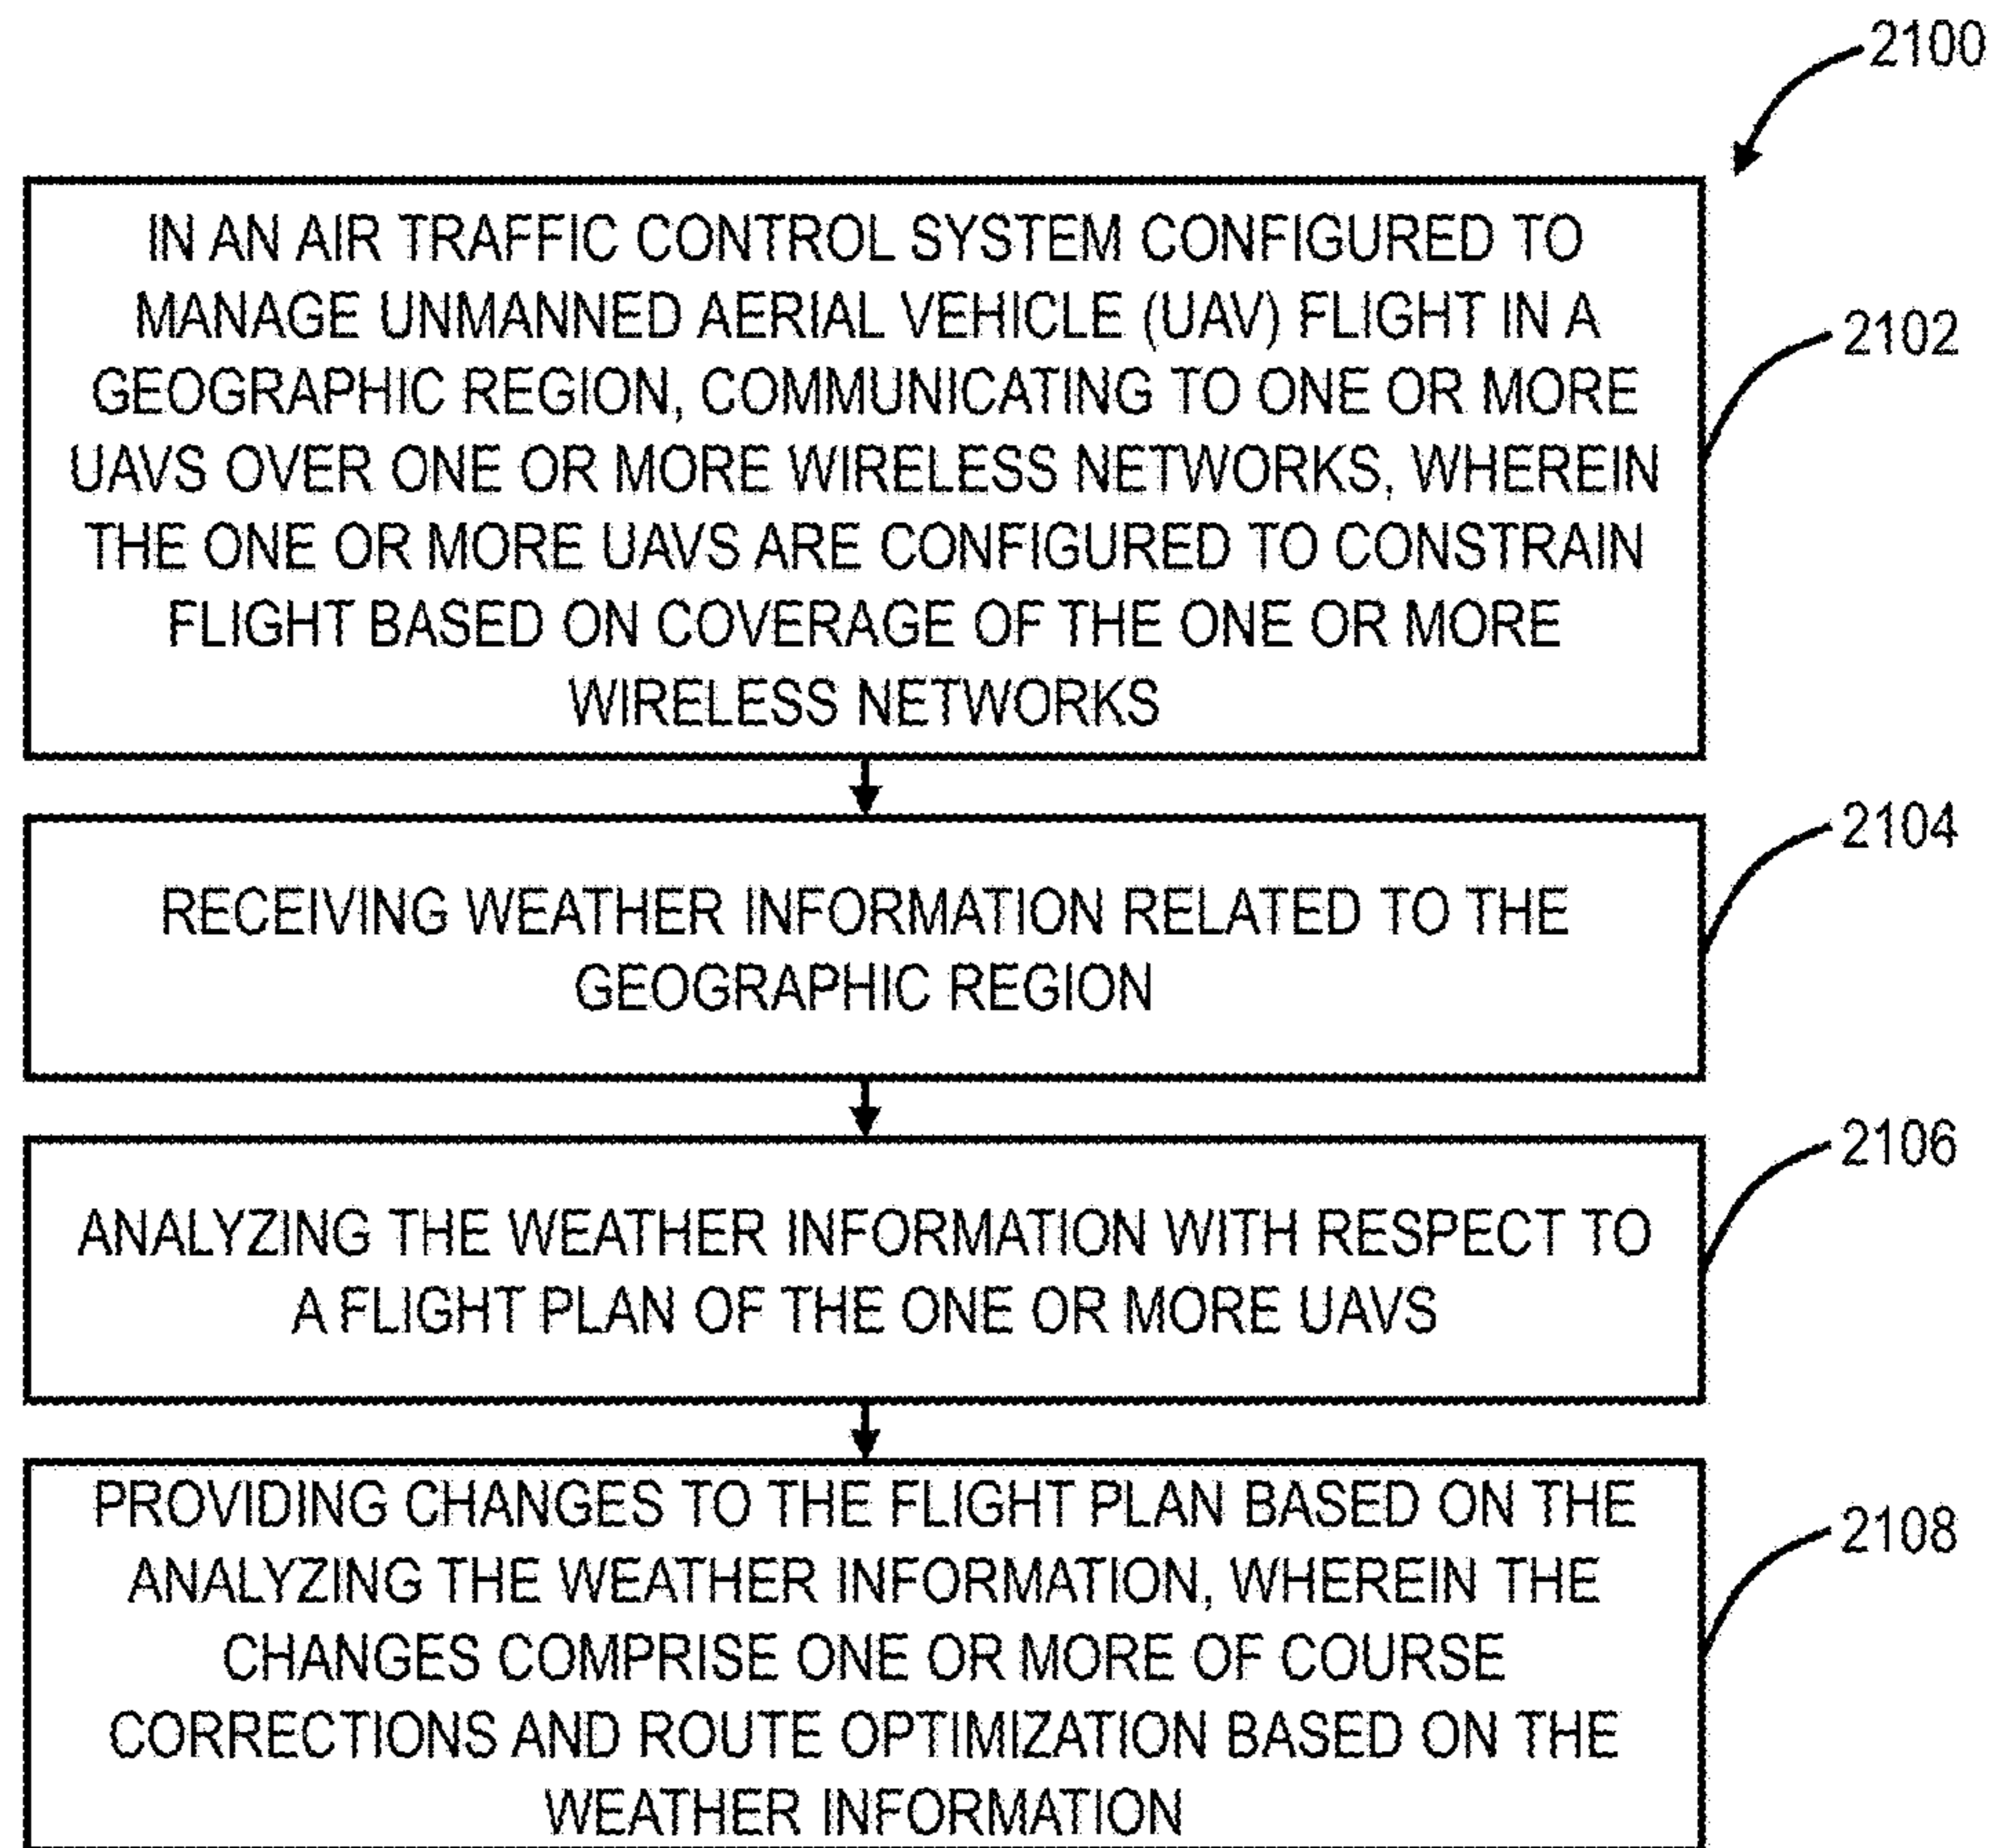 2100
IN AN AIR TRAFFIC CONTROL SYSTEM CONFIGURED TO
MANAGE UNMANNED AERIAL VEHICLE (UAV) FLIGHT IN A
GEOGRAPHIC REGION, COMMUNICATING TO ONE OR MORE
UAVS OVER ONE OR MORE WIRELESS NETWORKS, WHEREIN
THE ONE OR MORE UAVS ARE CONFIGURED TO CONSTRAIN
FLIGHT BASED ON COVERAGE OF THE ONE OR MORE
WIRELESS NETWORKS
2102
RECEIVING WEATHER INFORMATION RELATED TO THE
GEOGRAPHIC REGION
2104
ANALYZING THE WEATHER INFORMATION WITH RESPECT TO
A FLIGHT PLAN OF THE ONE OR MORE UAVS
2106
PROVIDING CHANGES TO THE FLIGHT PLAN BASED ON THE
ANALYZING THE WEATHER INFORMATION, WHEREIN THE
CHANGES COMPRISE ONE OR MORE OF COURSE
CORRECTIONS AND ROUTE OPTIMIZATION BASED ON THE
WEATHER INFORMATION
2108